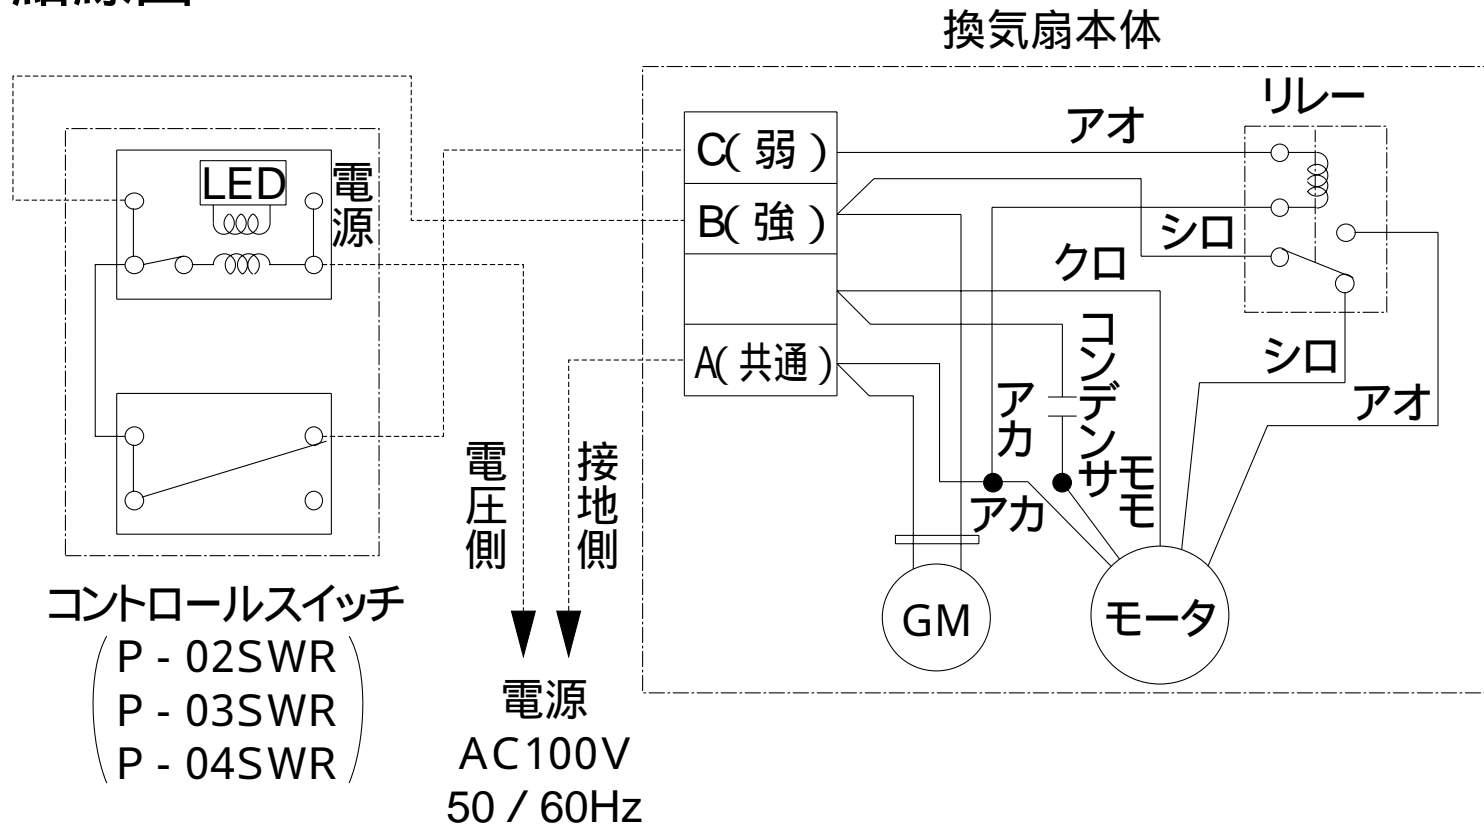 換気扇本体
リレー
アオ
C( 弱 )
LED
電源
B( 強 )
シロ
クロ
コンデンサ
A( 共通 )
シロ
アカ
アオ
電圧側
接地側
モモ
アカ
コントロールスイッチ
GM
モータ
P - 02SWR
P - 03SWR
P - 04SWR
電源
AC100V
50 / 60Hz